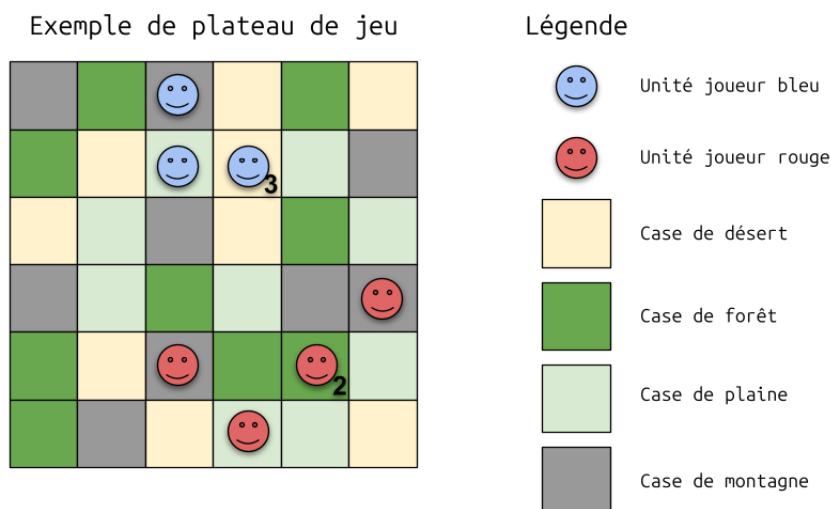 Exemple de plateau de jeu
3
2
Légende
Unité joueur bleu
Unité joueur rouge
Case de désert
Case de forêt
Case de plaine
Case de montagne